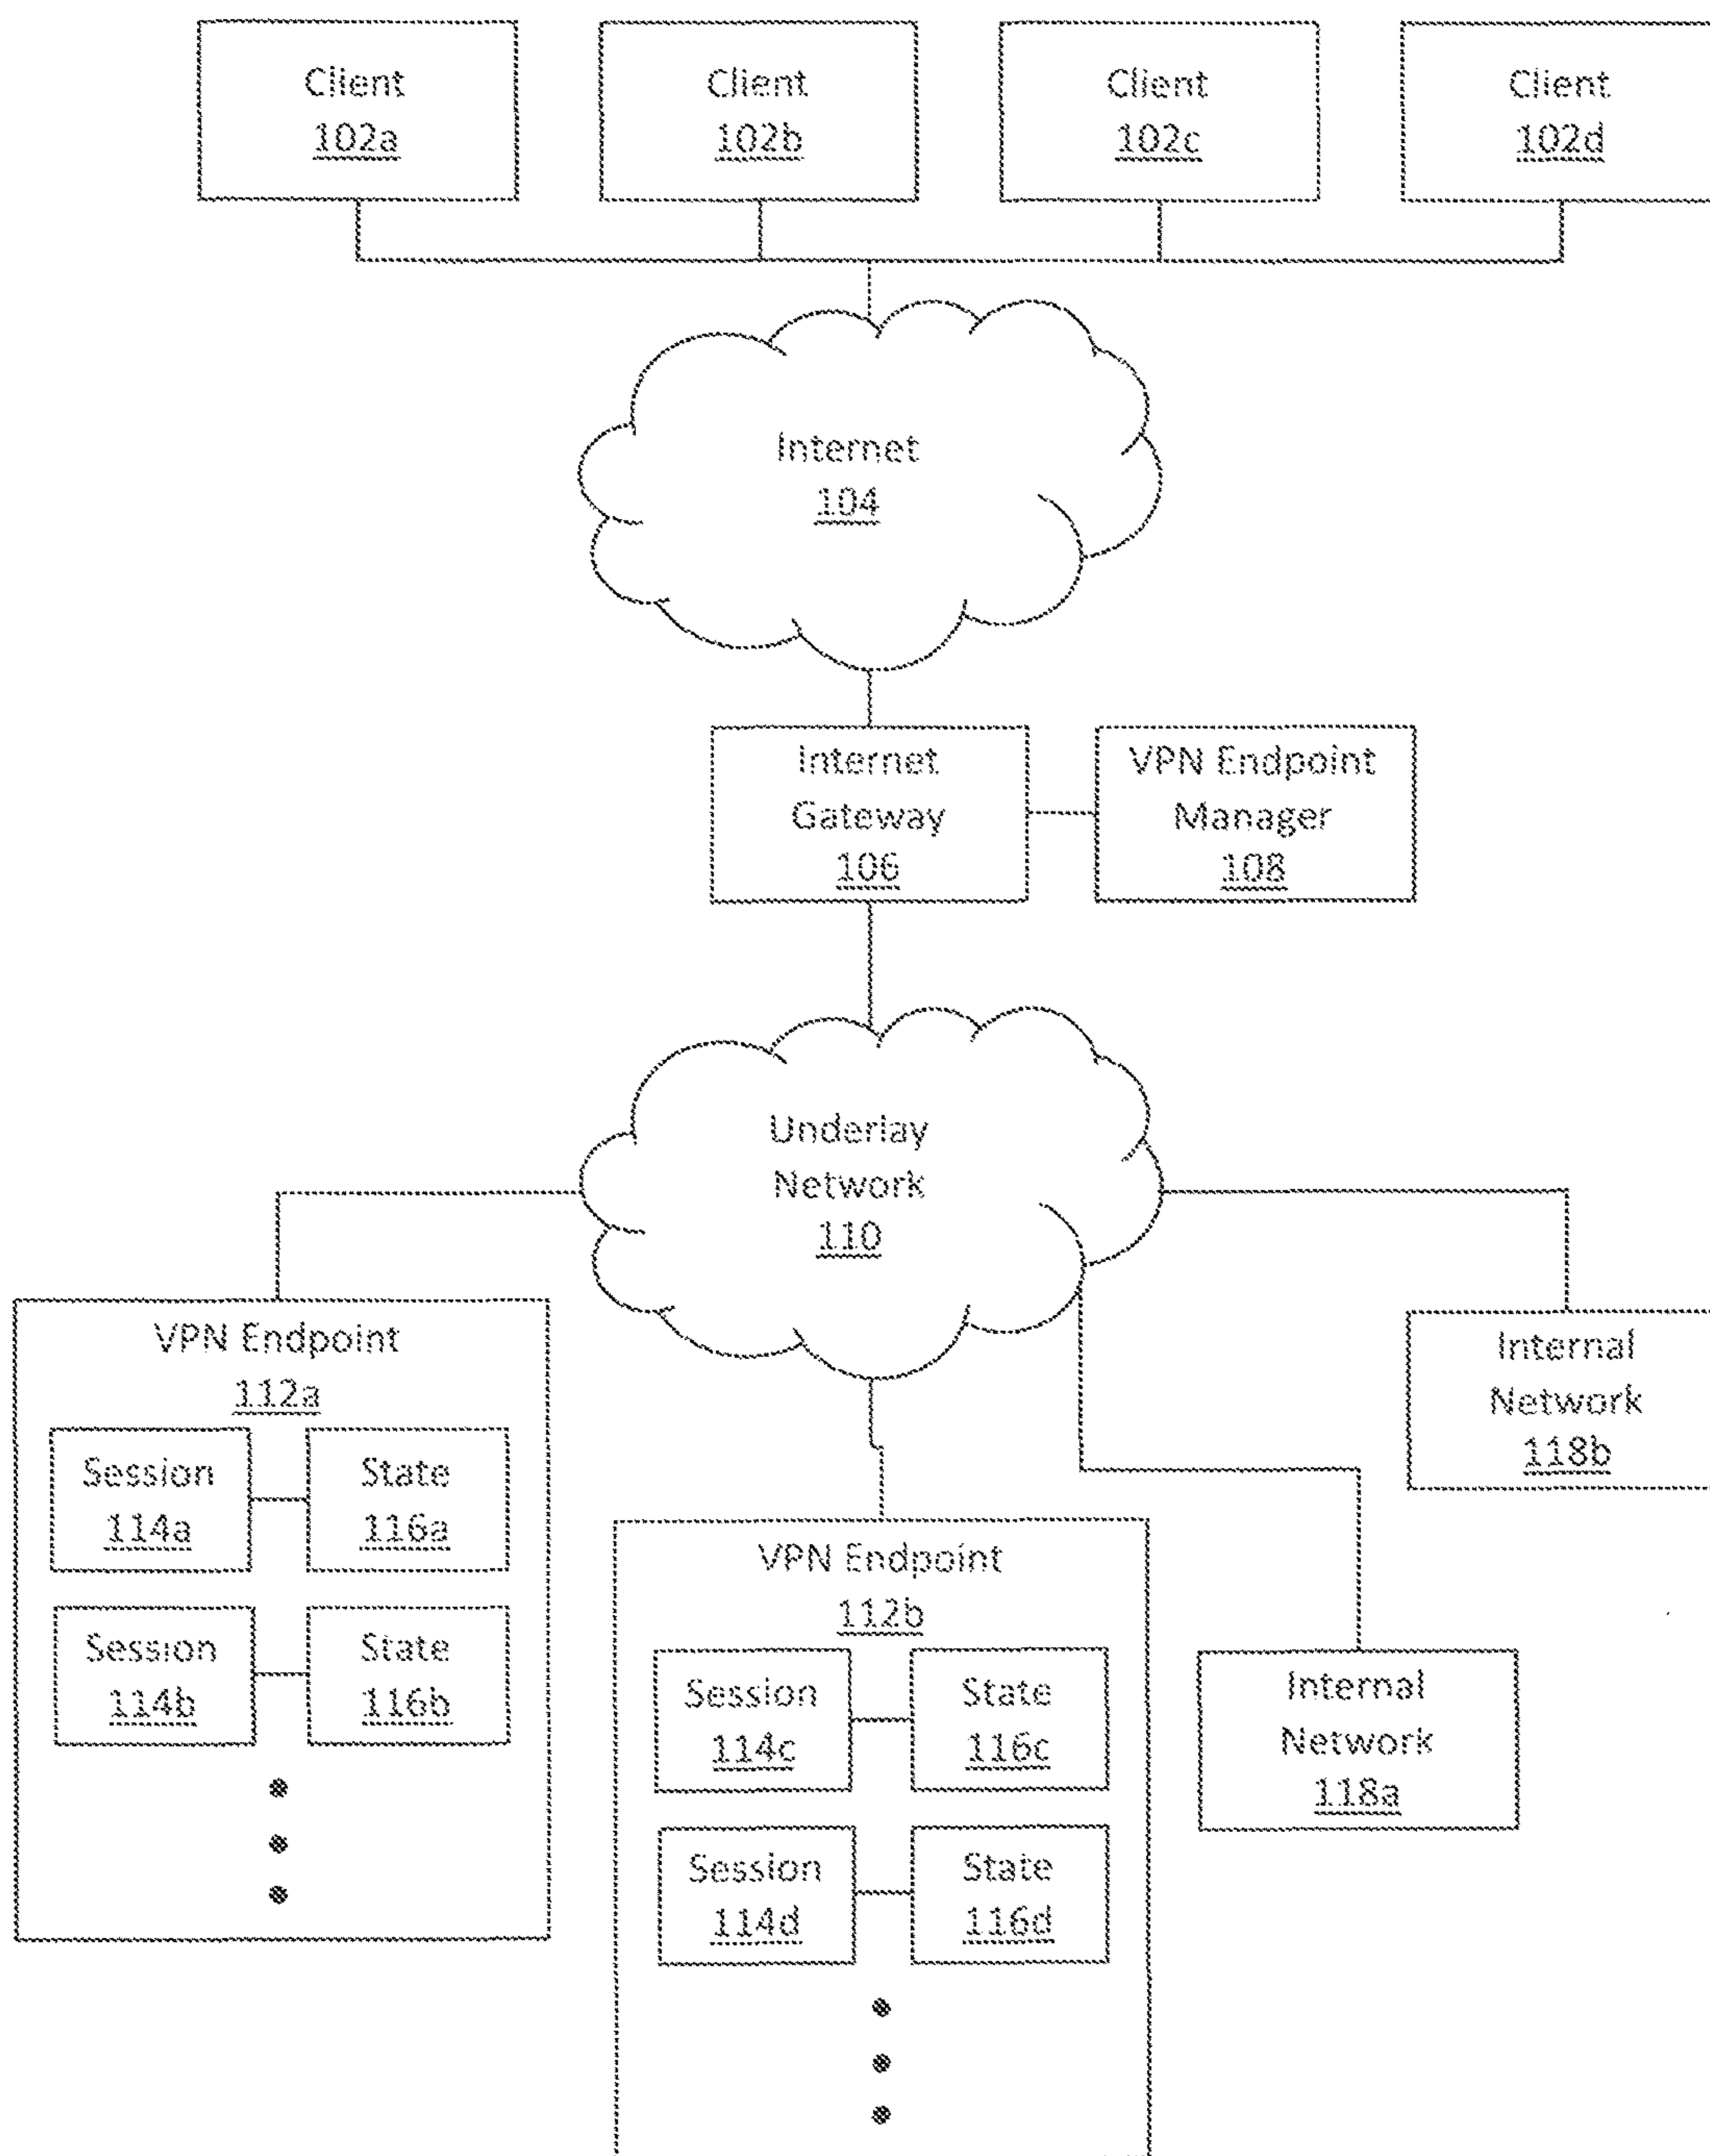 Client
102a
Client
102b
Client
102c
Client
102d
Internet
104
Internet
Gateway
106
VPN Endpoint
Manager
108
Underlay
Network
110
VPN Endpoint
112a
Session
114a
State
116a
Session
114b
State
116b
VPN Endpoint
112b
Session
114c
State
116c
Session
114d
State
116d
Internal
Network
118b
Internal
Network
118a